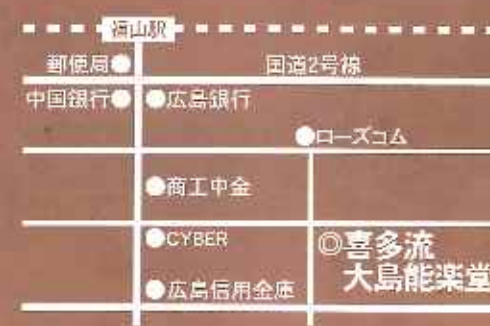 福山駅
郵便局
国道2号線
中国銀行
広島銀行
ローズコム
商工中金
CYBER
◎喜多流
大島能楽堂
広島信用金庫